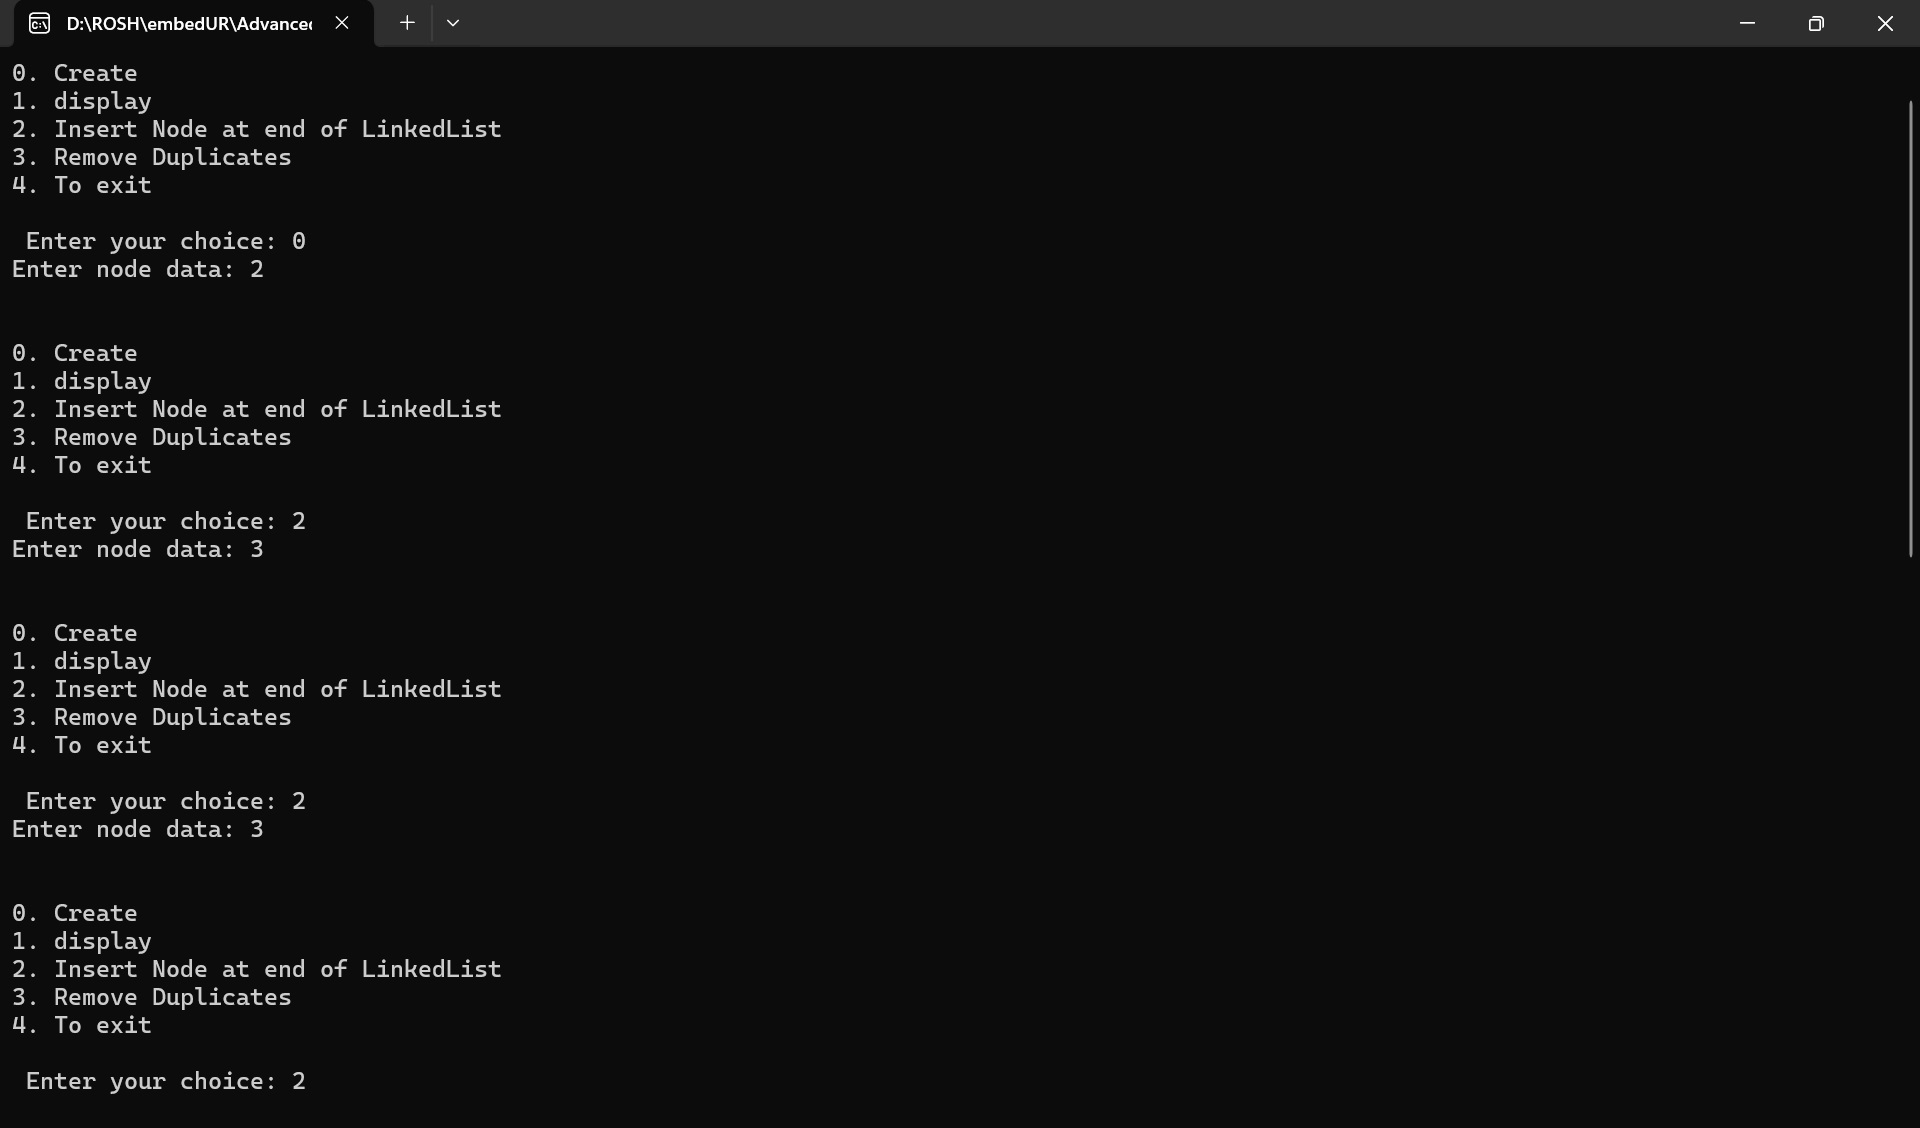 D:\ROSH\embedUR\Advanced
0. Create
1. display
2. Insert Node at end of LinkedList
3. Remove Duplicates
4. To exit
Enter your choice: 0
Enter node data: 2
0. Create
1. display
2. Insert Node at end of LinkedList
3. Remove Duplicates
4. To exit
Enter your choice: 2
Enter node data: 3
0. Create
1. display
2. Insert Node at end of LinkedList
3. Remove Duplicates
4. To exit
Enter your choice: 2
Enter node data: 3
0. Create
1. display
2. Insert Node at end of LinkedList
3. Remove Duplicates
4. To exit
Enter your choice: 2